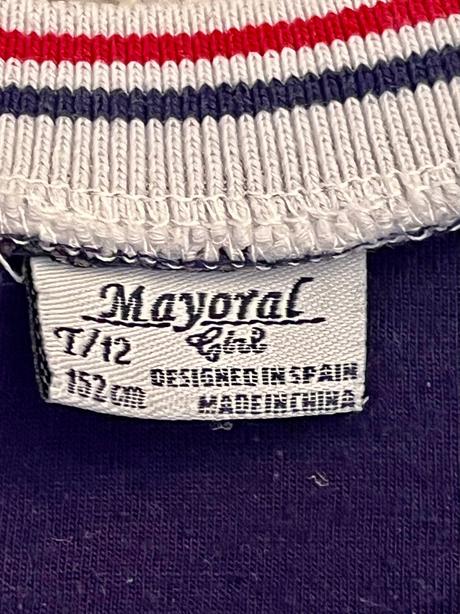 Mayoral
T/12 Girl
152 cm DESIGNED IN SPAIN
MADE IN CHINA